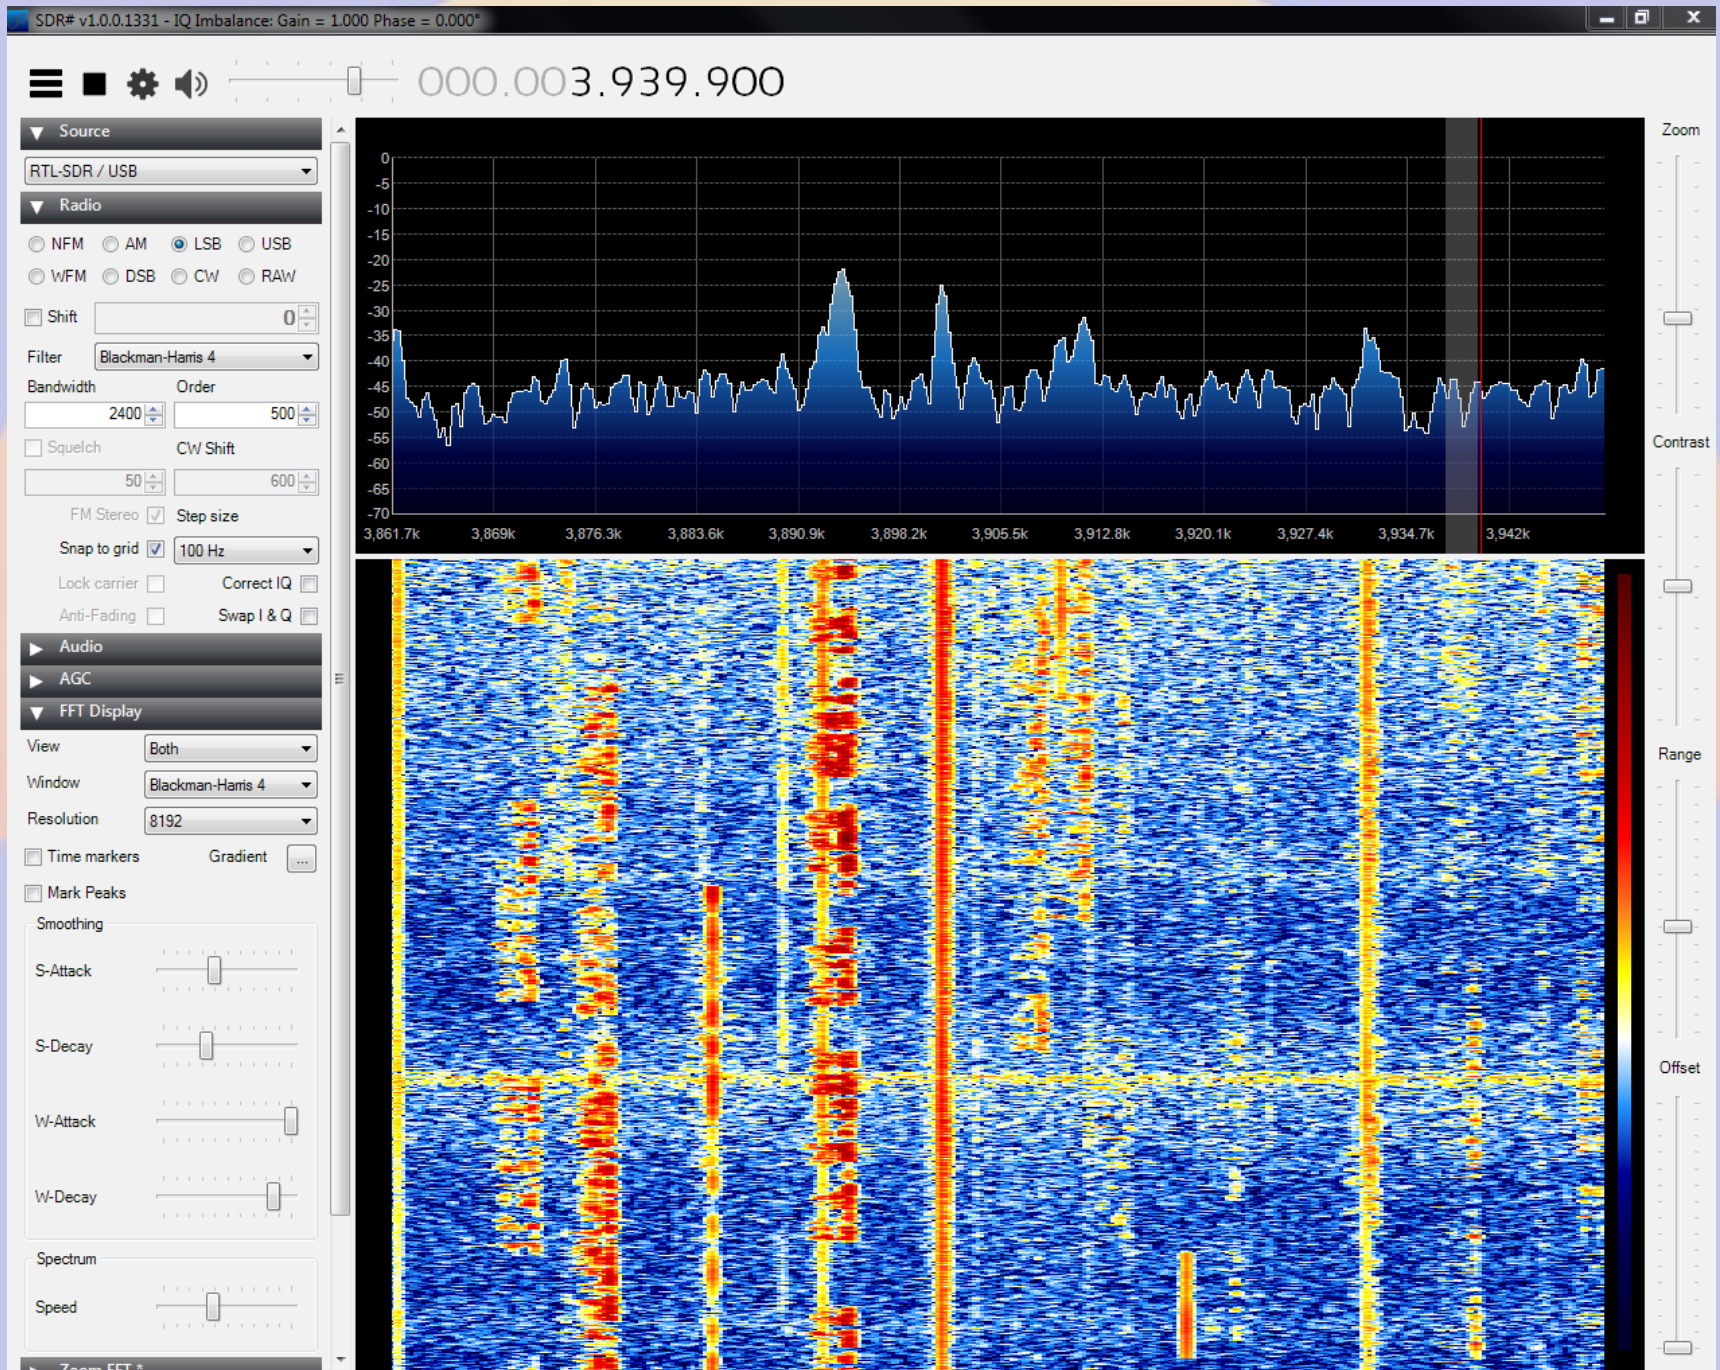 SDR# v1.0.0.1331 - IQ Imbalance: Gain = 1.000 Phase = 0.000°
000.003.939.900
Source
RTL-SDR / USB
Radio
NFM AM LSB USB
WFM DSB CW RAW
Shift 0
Filter Blackman-Harris 4
Bandwidth Order
2400 500
Squelch CW Shift
50 600
FM Stereo Step size
Snap to grid 100 Hz
Lock carrier Correct IQ
Anti-Fading Swap I & Q
Audio
AGC
FFT Display
View Both
Window Blackman-Harris 4
Resolution 8192
Time markers Gradient ...
Mark Peaks
Smoothing
S-Attack
S-Decay
W-Attack
W-Decay
Spectrum
Speed
Zoom FFT *
0
-5
-10
-15
-20
-25
-30
-35
-40
-45
-50
-55
-60
-65
-70
3,861.7k 3,869k 3,876.3k 3,883.6k 3,890.9k 3,898.2k 3,905.5k 3,912.8k 3,920.1k 3,927.4k 3,934.7k 3,942k
Zoom
Contrast
Range
Offset